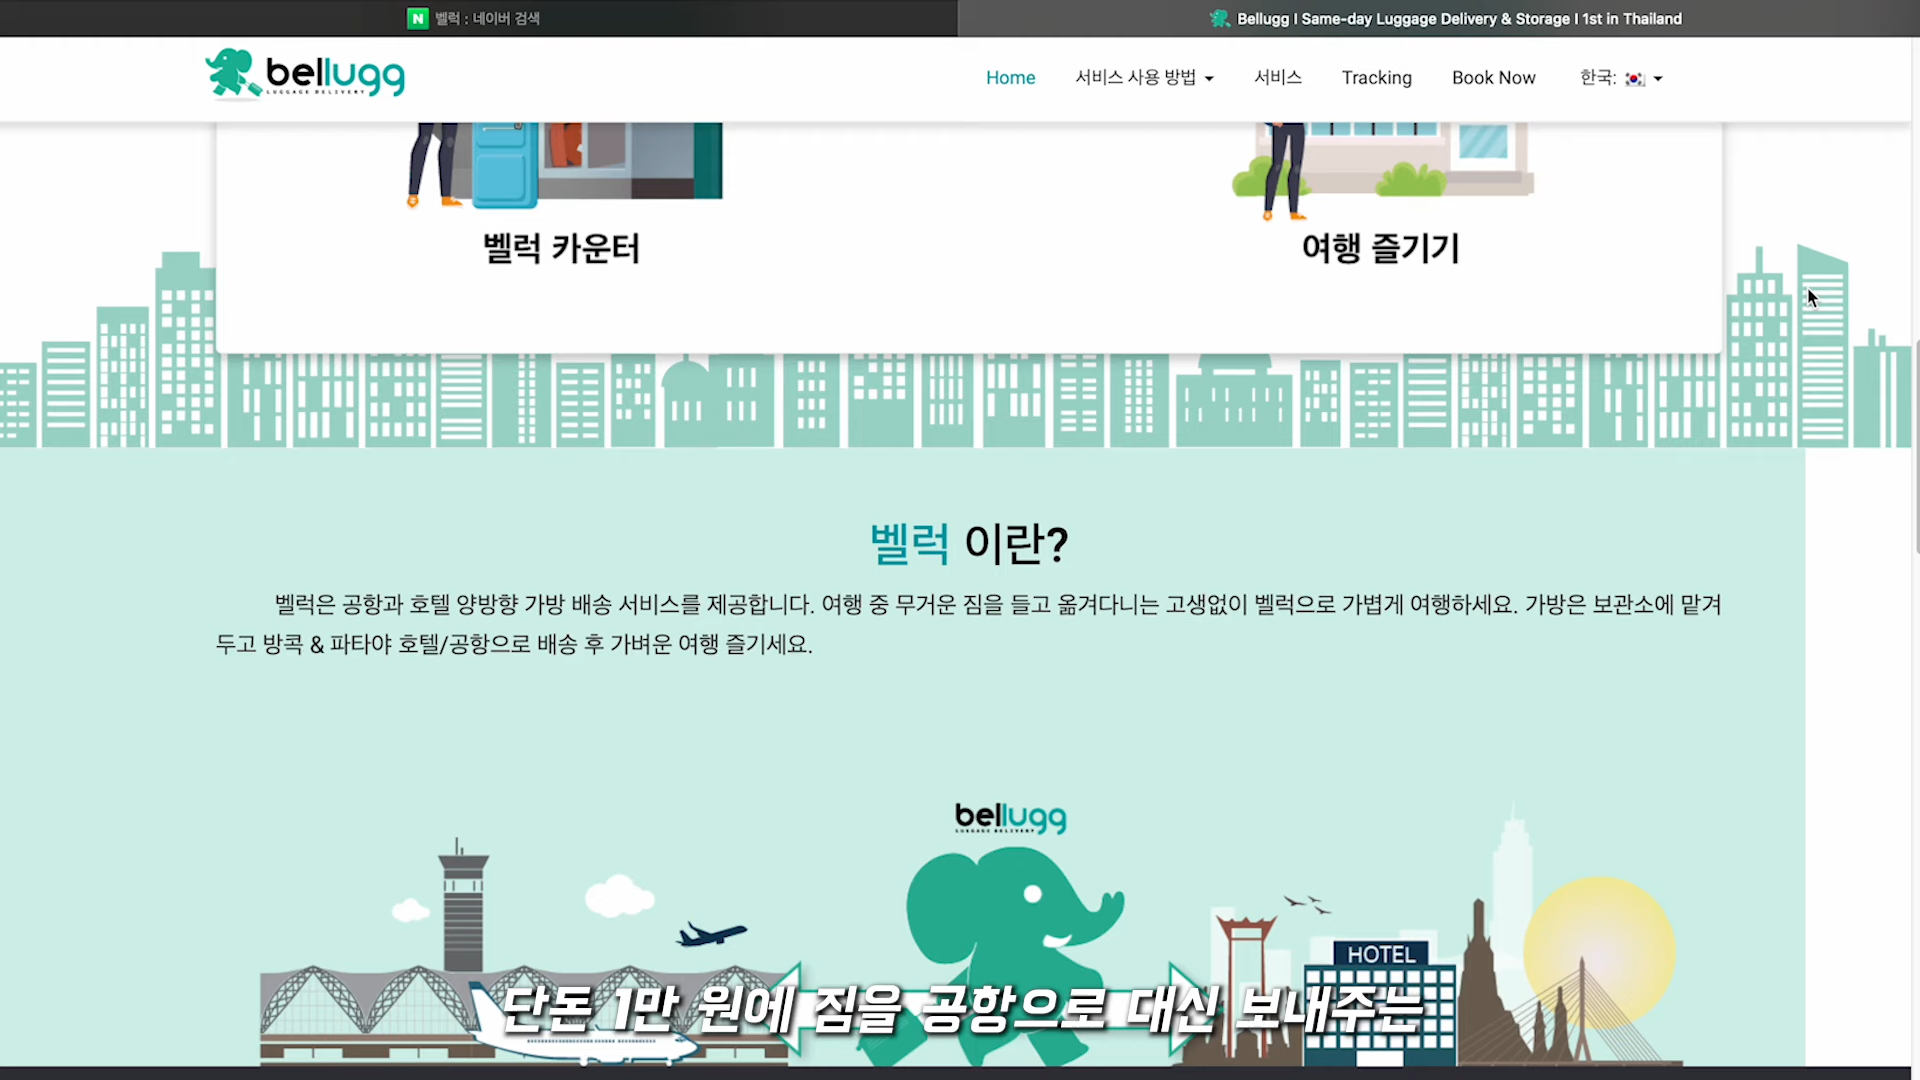 벨럭 : 네이버 검색
Bellugg I Same-day Luggage Delivery & Storage I 1st in Thailand
bellugg
LUGGAGE DELIVERY
Home
서비스 사용 방법
서비스
Tracking
Book Now
한국:
벨럭 카운터
여행 즐기기
벨럭 이란?
벨럭은 공항과 호텔 양방향 가방 배송 서비스를 제공합니다. 여행 중 무거운 짐을 들고 옮겨다니는 고생없이 벨럭으로 가볍게 여행하세요. 가방은 보관소에 맡겨
두고 방콕 & 파타야 호텔/공항으로 배송 후 가벼운 여행 즐기세요.
bellugg
LUGGAGE DELIVERY
HOTEL
단돈 1만 원에 짐을 공항으로 대신 보내주는